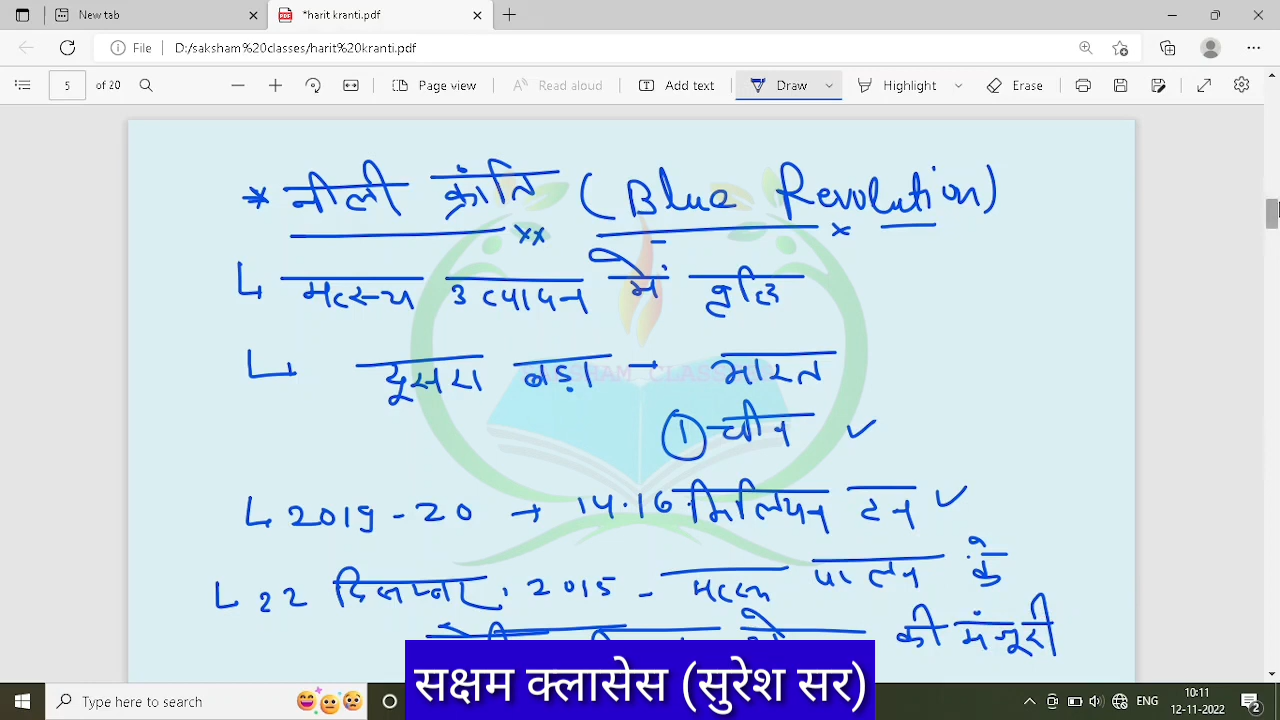 *harit kranti.pdf
New tab
File D:/saksham%20classes/harit%20kranti.pdf
5 of 20 Page view Read aloud Add text Draw Highlight Erase
* नीली क्रांति (Blue Revolution)
मत्स्य उत्पादन में वृद्धि
दूसरा बड़ा → भारत
① चीन ✓
2019-20 → 14.16 मिलियन टन ✓
22 दिसम्बर, 2015 - मत्स्य पालन के
की मंजूरी
SAKSHAM CLASSES
सक्षम क्लासेस (सुरेश सर)
Type here to search
ENG 10:11 12-11-2022 2